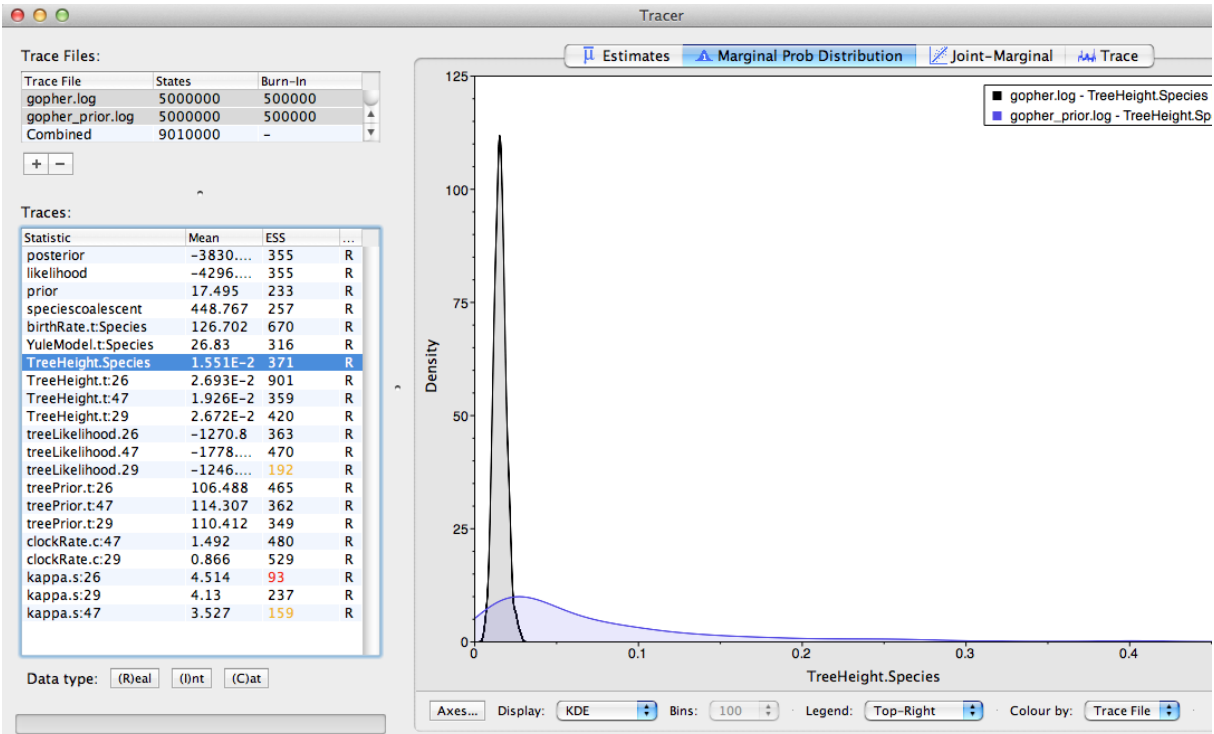 Tracer
Trace Files:
Trace File States Burn-In
gopher.log 5000000 500000
gopher_prior.log 5000000 500000
Combined 9010000 -
+ -
Traces:
Statistic Mean ESS ...
posterior -3830.... 355 R
likelihood -4296.... 355 R
prior 17.495 233 R
speciescoalescent 448.767 257 R
birthRate.t:Species 126.702 670 R
YuleModel.t:Species 26.83 316 R
TreeHeight.Species 1.551E-2 371 R
TreeHeight.t:26 2.693E-2 901 R
TreeHeight.t:47 1.926E-2 359 R
TreeHeight.t:29 2.672E-2 420 R
treeLikelihood.26 -1270.8 363 R
treeLikelihood.47 -1778.... 470 R
treeLikelihood.29 -1246.... 192 R
treePrior.t:26 106.488 465 R
treePrior.t:47 114.307 362 R
treePrior.t:29 110.412 349 R
clockRate.c:47 1.492 480 R
clockRate.c:29 0.866 529 R
kappa.s:26 4.514 93 R
kappa.s:29 4.13 237 R
kappa.s:47 3.527 159 R
Data type: (R)eal (I)nt (C)at
μ Estimates Marginal Prob Distribution Joint-Marginal Trace
gopher.log - TreeHeight.Species
gopher_prior.log - TreeHeight.Spe
125
100
75
50
25
0
Density
0 0.1 0.2 0.3 0.4
TreeHeight.Species
Axes... Display: KDE Bins: 100 Legend: Top-Right Colour by: Trace File